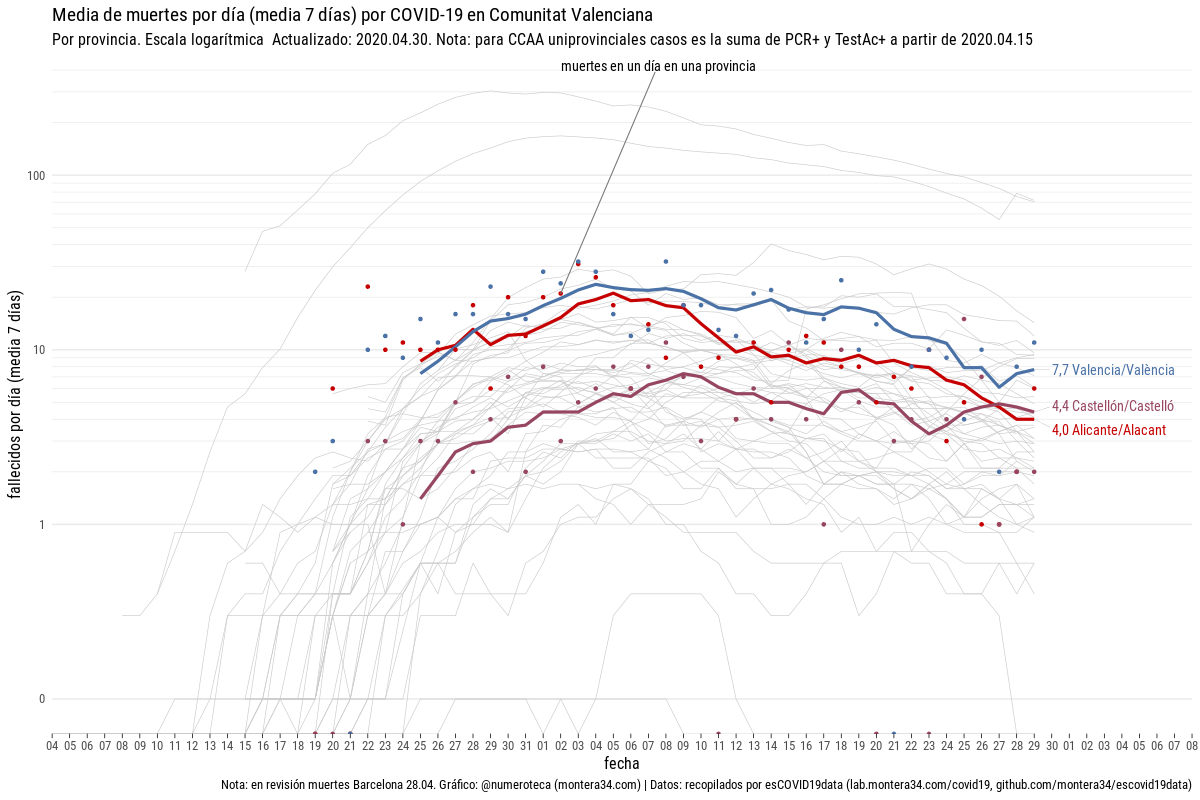 Media de muertes por día (media 7 días) por COVID-19 en Comunitat Valenciana
Por provincia. Escala logarítmica  Actualizado: 2020.04.30. Nota: para CCAA uniprovinciales casos es la suma de PCR+ y TestAc+ a partir de 2020.04.15
muertes en un día en una provincia
100
10
1
0
fallecidos por día (media  7 días)
7,7 Valencia/València
4,4 Castellón/Castelló
4,0 Alicante/Alacant
04 05 06 07 08 09 10 11 12 13 14 15 16 17 18 19 20 21 22 23 24 25 26 27 28 29 30 31 01 02 03 04 05 06 07 08 09 10 11 12 13 14 15 16 17 18 19 20 21 22 23 24 25 26 27 28 29 30 01 02 03 04 05 06 07 08
fecha
Nota: en revisión muertes Barcelona 28.04. Gráfico: @numeroteca (montera34.com) | Datos: recopilados por esCOVID19data (lab.montera34.com/covid19, github.com/montera34/escovid19data)